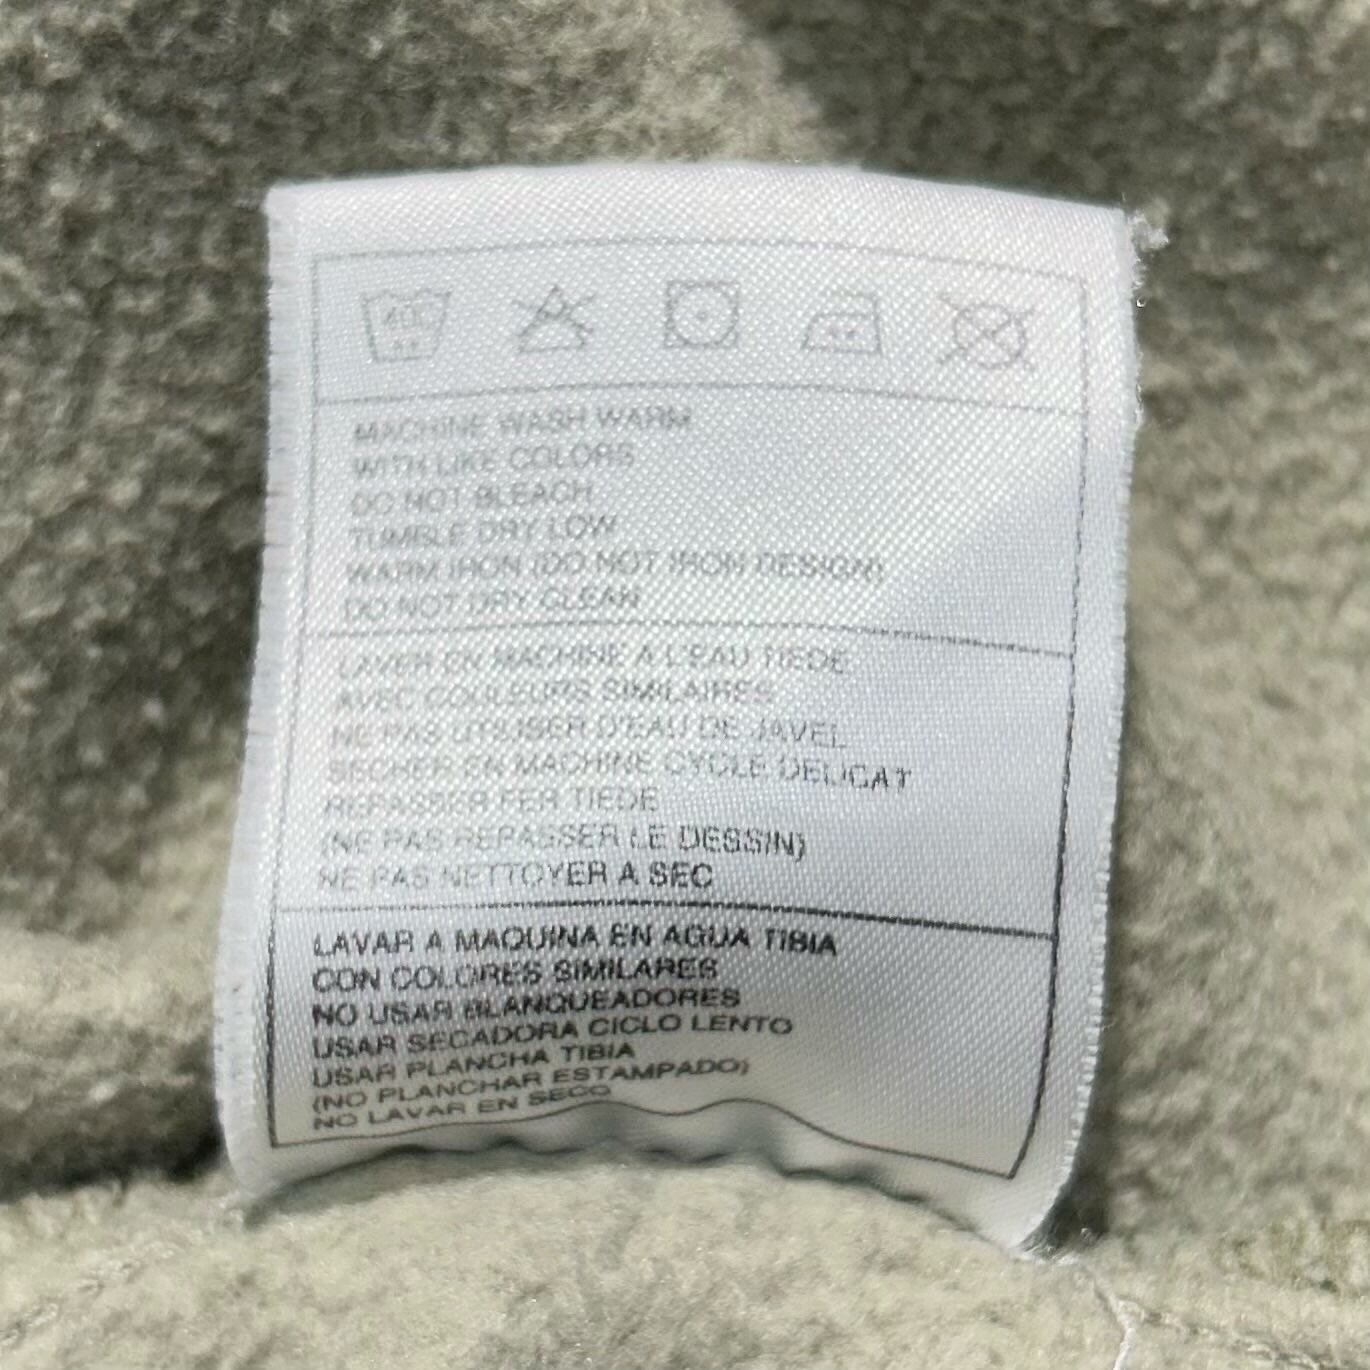 40
MACHINE WASH WARM
WITH LIKE COLORS
DO NOT BLEACH
TUMBLE DRY LOW
WARM IRON (DO NOT IRON DESIGN)
DO NOT DRY CLEAN
LAVER EN MACHINE A L'EAU TIEDE
AVEC COULEURS SIMILAIRES
NE PAS UTILISER D'EAU DE JAVEL
SECHER EN MACHINE CYCLE DELICAT
REPASSER FER TIEDE
(NE PAS REPASSER LE DESSIN)
NE PAS NETTOYER A SEC
LAVAR A MAQUINA EN AGUA TIBIA
CON COLORES SIMILARES
NO USAR BLANQUEADORES
USAR SECADORA CICLO LENTO
USAR PLANCHA TIBIA
(NO PLANCHAR ESTAMPADO)
NO LAVAR EN SECO